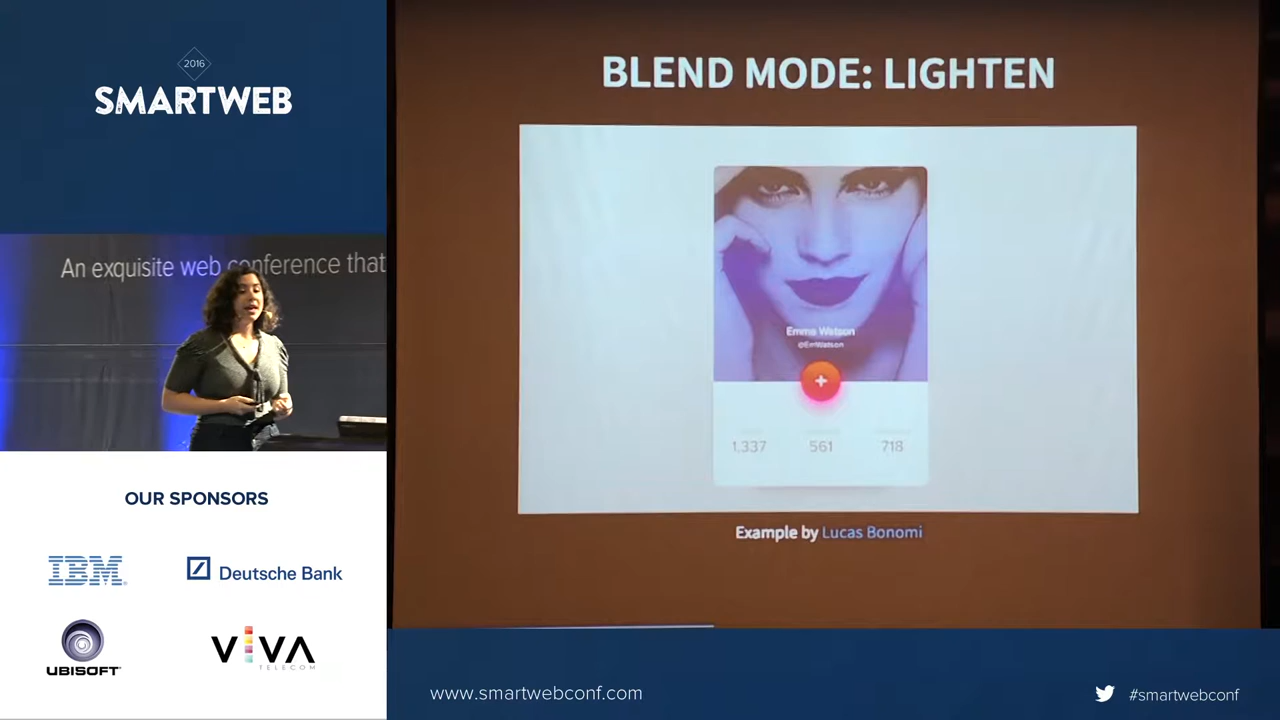 2016
SMARTWEB
An exquisite web conference that
OUR SPONSORS
IBM
Deutsche Bank
UBISOFT
VIVA
TELECOM
BLEND MODE: LIGHTEN
Emma Watson
@EmWatson
+
1,337 561 718
Example by Lucas Bonomi
www.smartwebconf.com
#smartwebconf